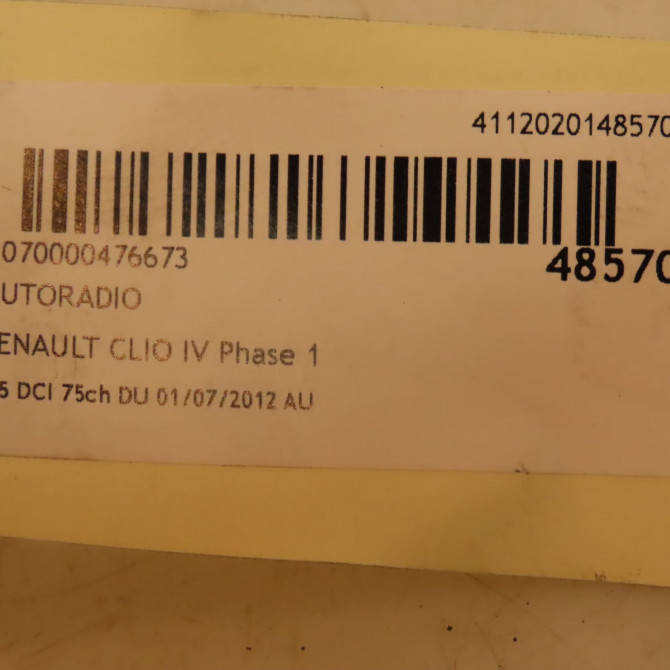 4112020148570
070000476673
48570
UTORADIO
ENAULT CLIO IV Phase 1
5 DCI 75ch DU 01/07/2012 AU